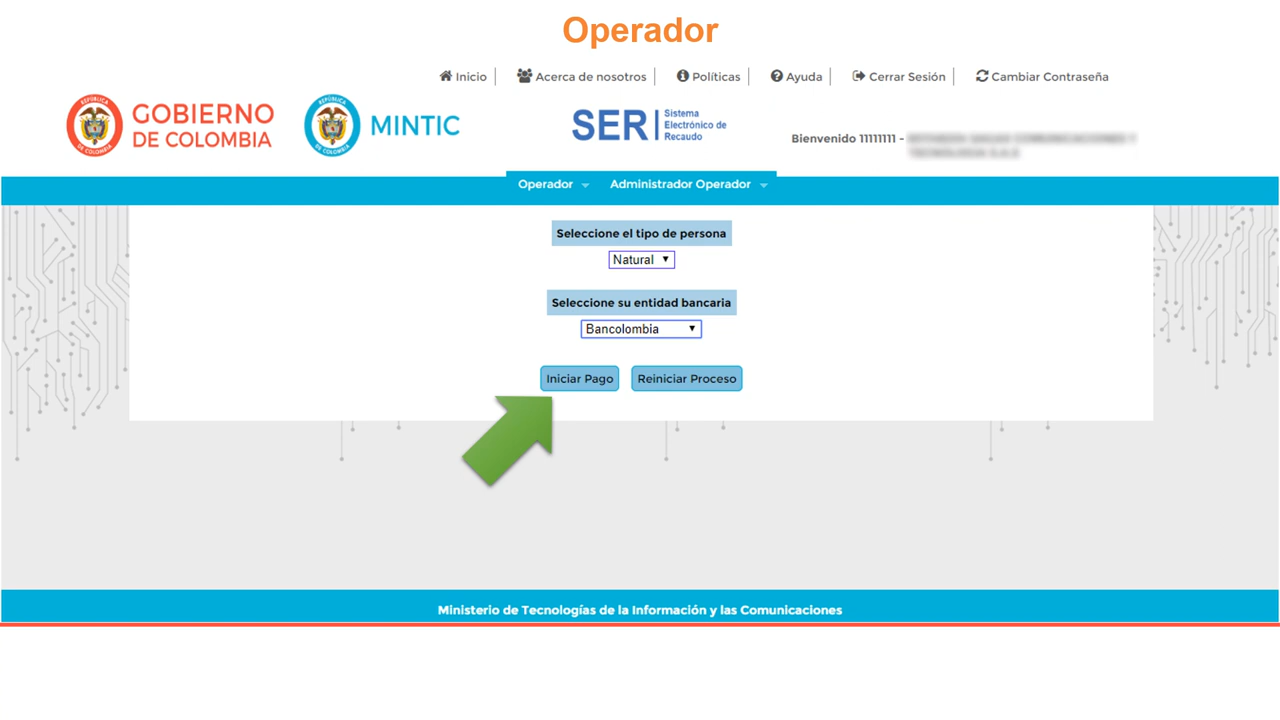 Operador
Inicio
Acerca de nosotros
Políticas
Ayuda
Cerrar Sesión
Cambiar Contraseña
GOBIERNO
DE COLOMBIA
MINTIC
SER
Sistema
Electrónico de
Recaudo
Bienvenido 11111111 -
Operador
Administrador Operador
Seleccione el tipo de persona
Natural
Seleccione su entidad bancaria
Bancolombia
Iniciar Pago
Reiniciar Proceso
Ministerio de Tecnologías de la Información y las Comunicaciones